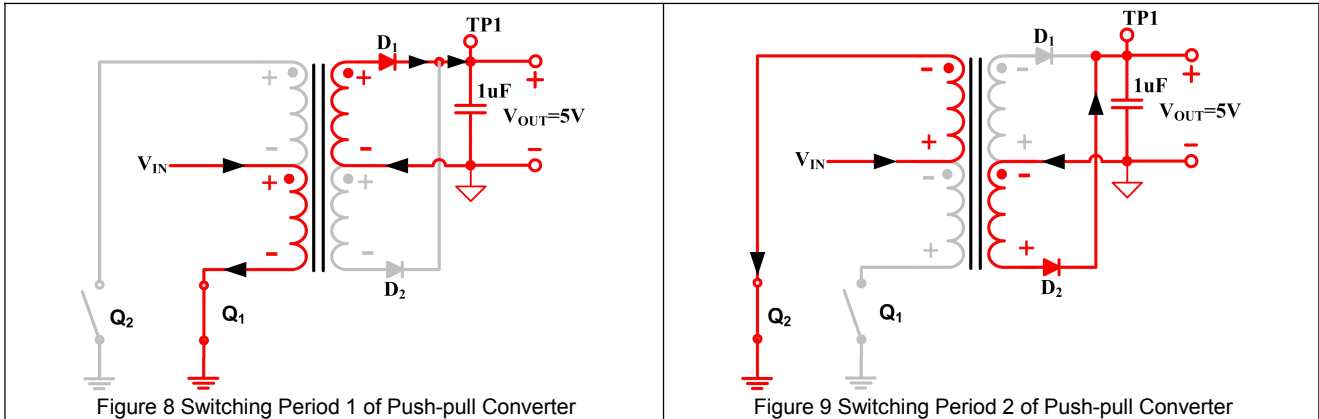 TP1
D1
+
+
+
1uF
VOUT=5V
-
-
-
VIN
+
+
-
-
D2
Q2
Q1
Figure 8 Switching Period 1 of Push-pull Converter
TP1
D1
-
-
+
1uF
VOUT=5V
+
+
-
VIN
-
-
+
+
D2
Q2
Q1
Figure 9 Switching Period 2 of Push-pull Converter